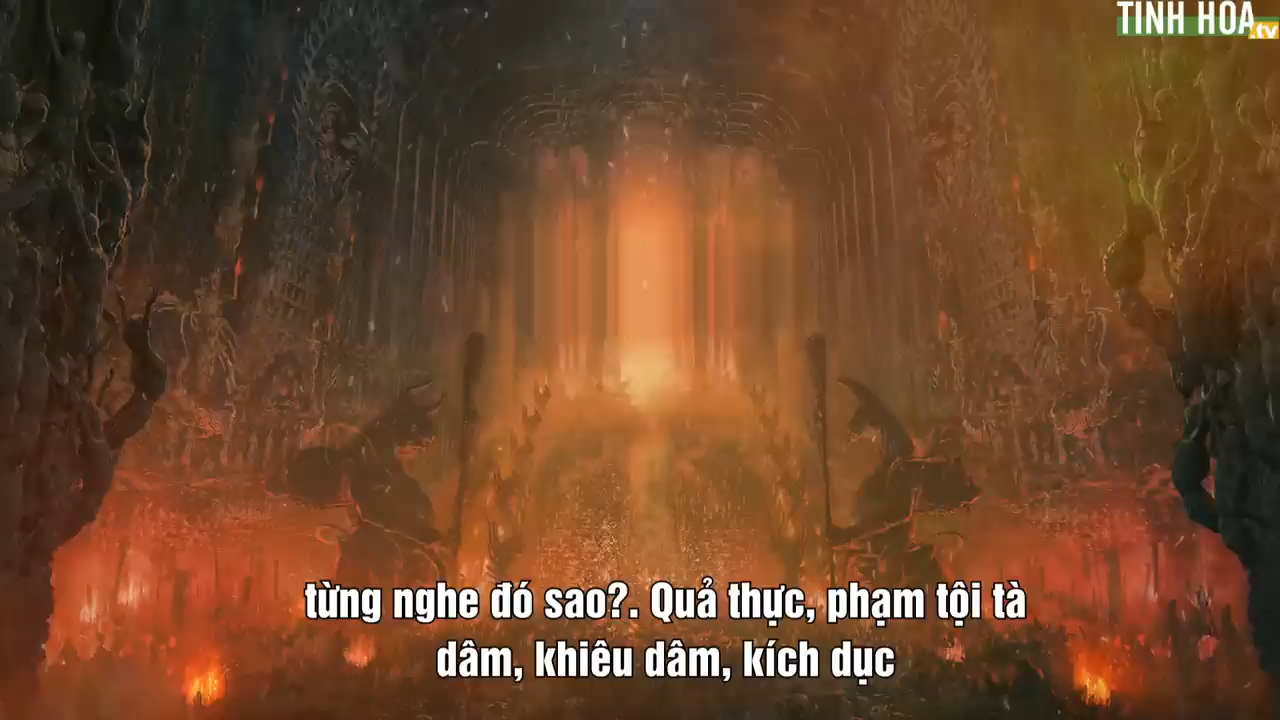 TINH HOA
.tv
từng nghe đó sao?. Quả thực, phạm tội tà
dâm, khiêu dâm, kích dục